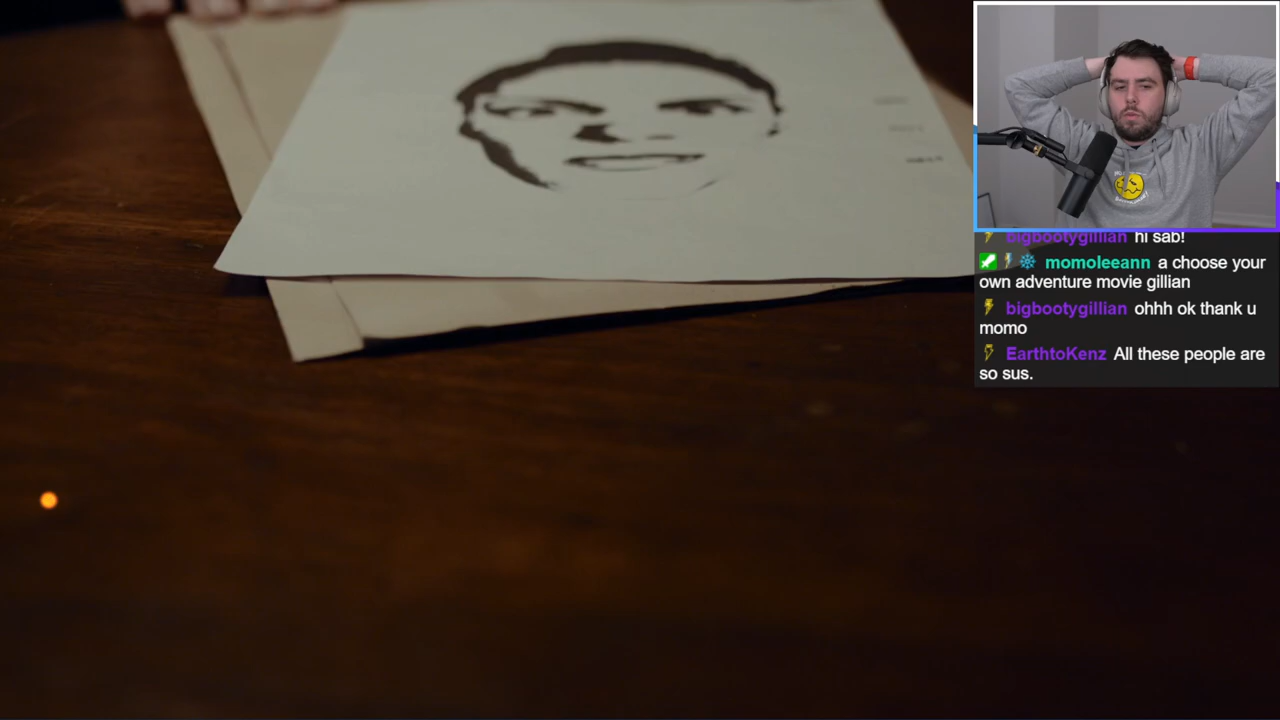 bigbootygillian hi sab!
momoleeann a choose your
own adventure movie gillian
bigbootygillian ohhh ok thank u
momo
EarthtoKenz All these people are
so sus.